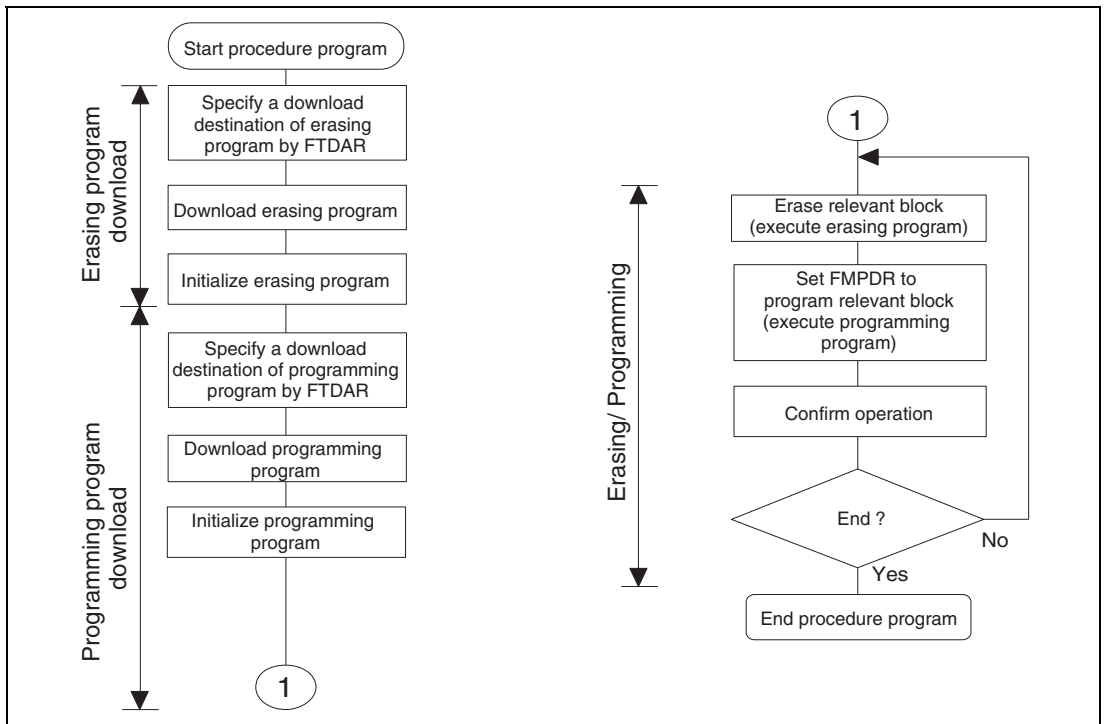 Start procedure program
Erasing program
download
Specify a download
destination of erasing
program by FTDAR
Download erasing program
Initialize erasing program
Programming program
download
Specify a download
destination of programming
program by FTDAR
Download programming
program
Initialize programming
program
1
1
Erasing/ Programming
Erase relevant block
(execute erasing program)
Set FMPDR to
program relevant block
(execute programming
program)
Confirm operation
End ?
No
Yes
End procedure program